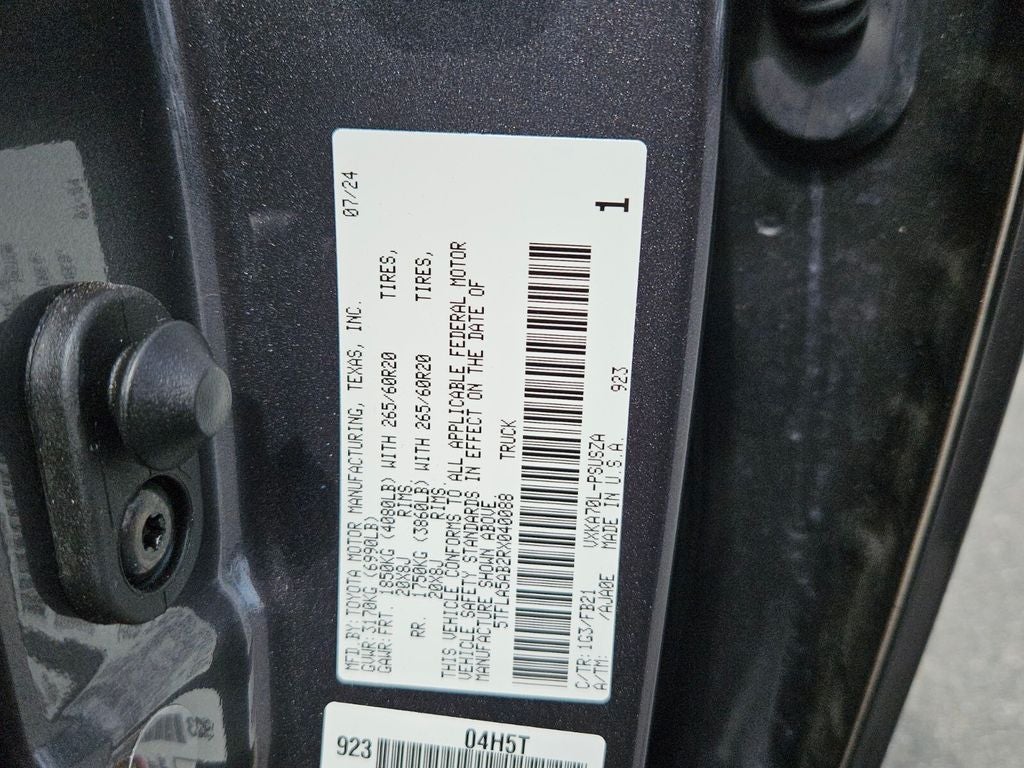 MFD.BY:TOYOTA MOTOR MANUFACTURING, TEXAS, INC. 07/24
GVWR:3170KG (6990LB)
GAWR:FRT. 1850KG (4080LB) WITH 265/60R20 TIRES,
20X8J RIMS
RR. 1750KG (3860LB) WITH 265/60R20 TIRES,
20X8J RIMS
THIS VEHICLE CONFORMS TO ALL APPLICABLE FEDERAL MOTOR
VEHICLE SAFETY STANDARDS IN EFFECT ON THE DATE OF
MANUFACTURE SHOWN ABOVE
5TFLA5AB2RX040088 TRUCK
C/TR:1G3/FB21 VXKA70L-PSUSZA
A/TM: /AJA0E MADE IN U.S.A. 923 1
923 04H5T